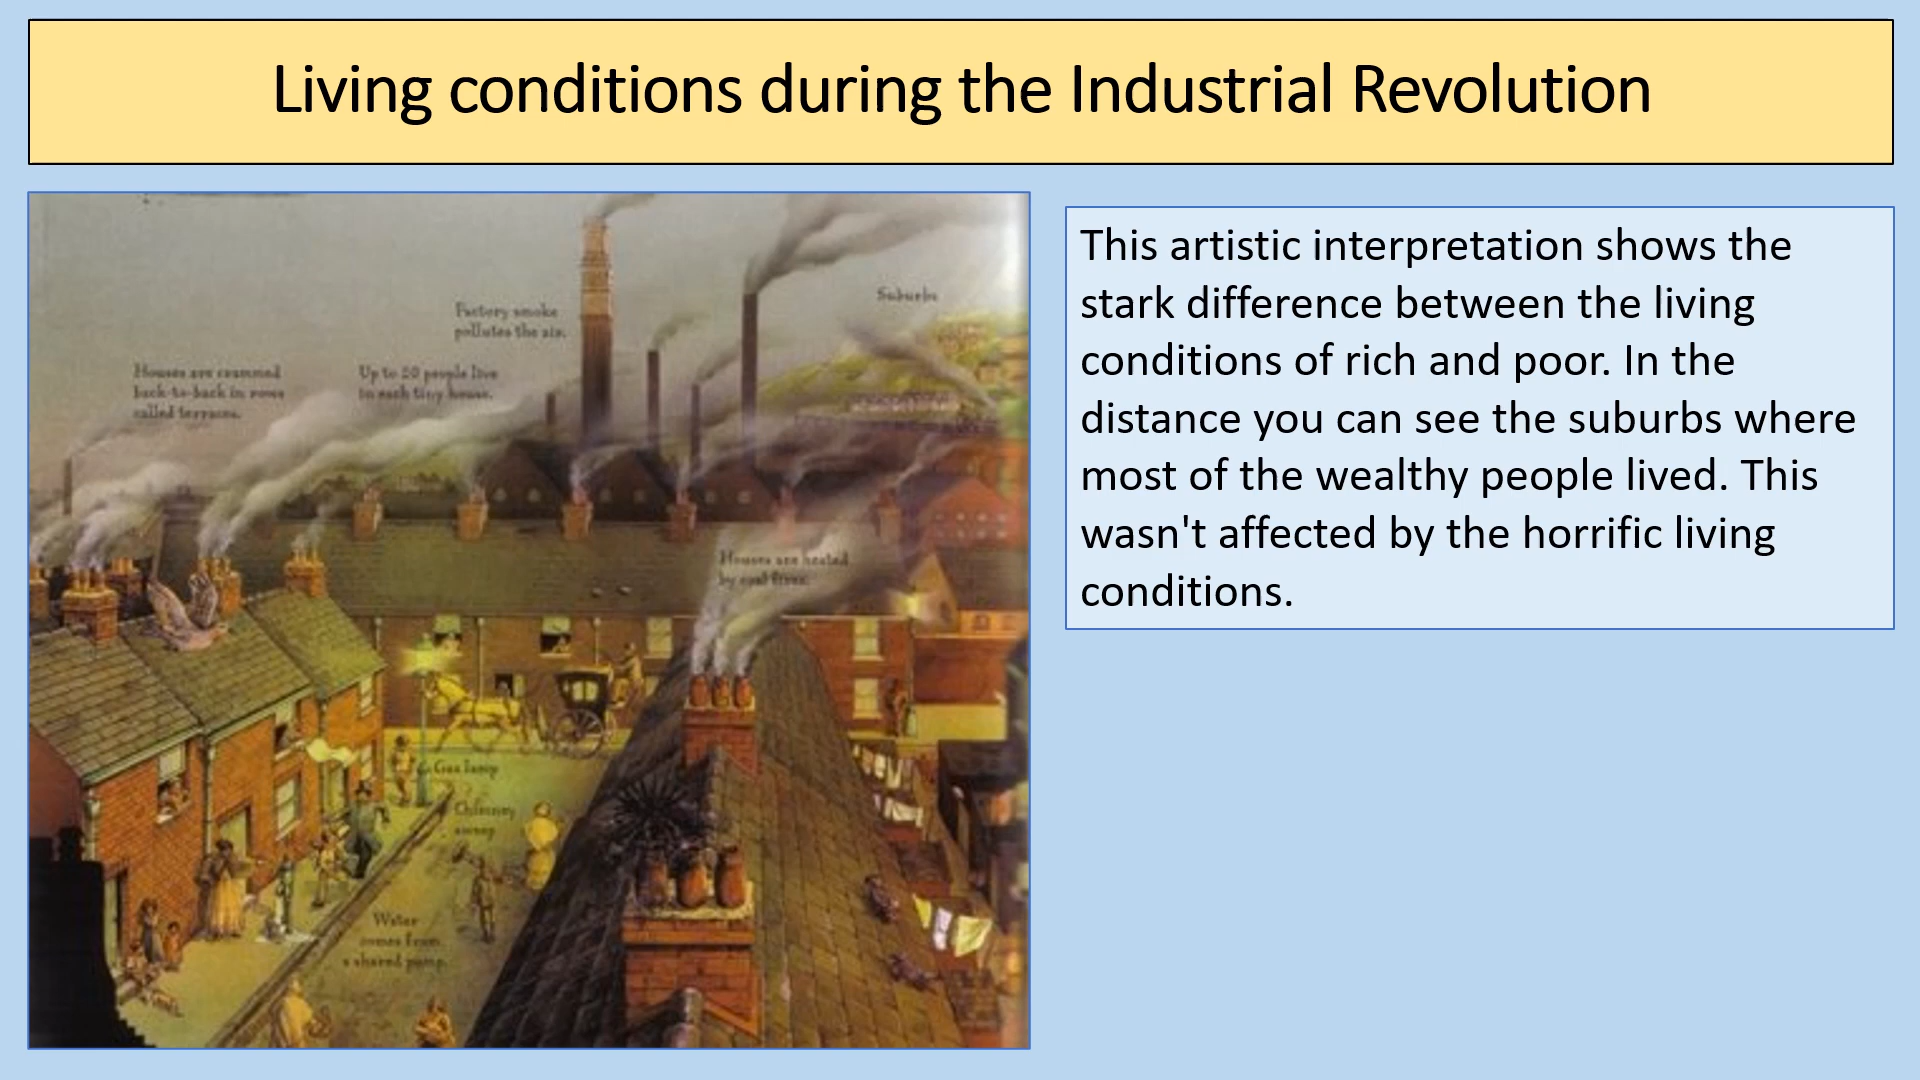 Living conditions during the Industrial Revolution
Suburbs
Factory smoke
pollutes the air.
Houses are crammed
back-to-back in rows
called terraces.
Up to 20 people live
in each tiny house.
Houses are heated
by coal fires.
Gas lamp
Chimney
sweep
Water
comes from
a shared pump.
This artistic interpretation shows the
stark difference between the living
conditions of rich and poor. In the
distance you can see the suburbs where
most of the wealthy people lived. This
wasn't affected by the horrific living
conditions.